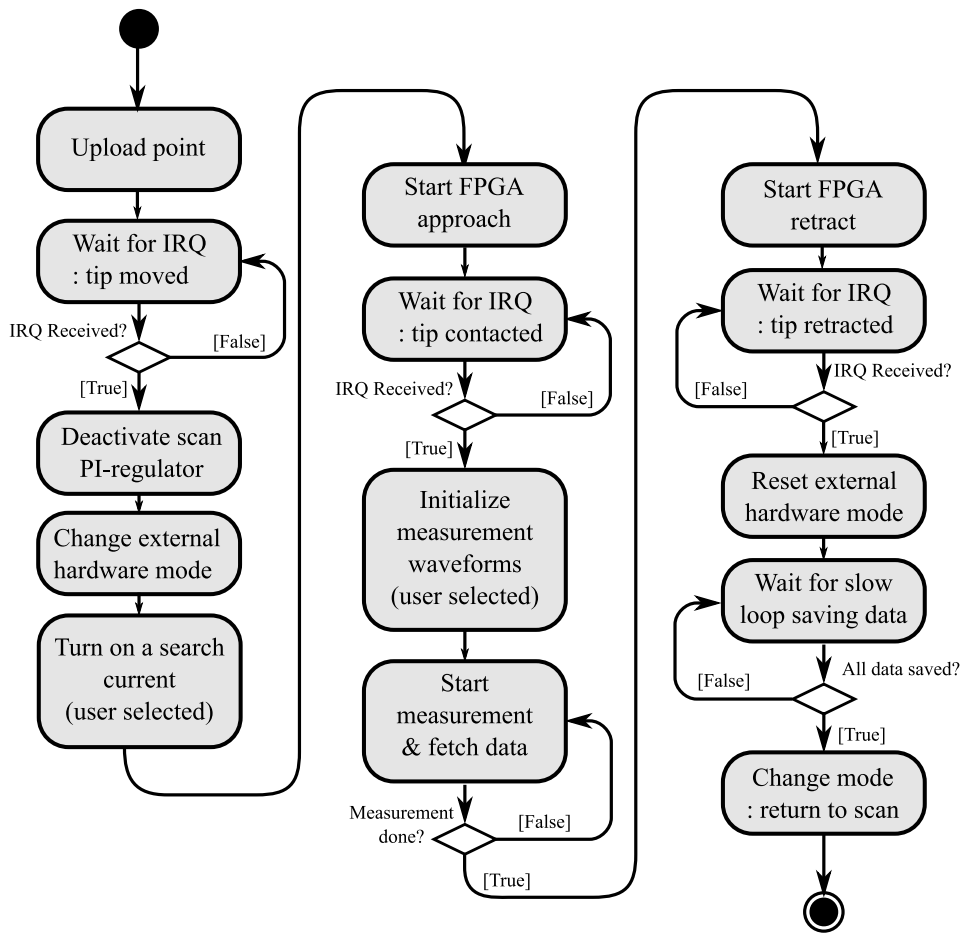 Upload point
Wait for IRQ
: tip moved
IRQ Received?
[False]
[True]
Deactivate scan
PI-regulator
Change external
hardware mode
Turn on a search
current
(user selected)
Start FPGA
approach
Wait for IRQ
: tip contacted
IRQ Received?
[False]
[True]
Initialize
measurement
waveforms
(user selected)
Start
measurement
& fetch data
Measurement
done?
[False]
[True]
Start FPGA
retract
Wait for IRQ
: tip retracted
IRQ Received?
[False]
[True]
Reset external
hardware mode
Wait for slow
loop saving data
All data saved?
[False]
[True]
Change mode
: return to scan